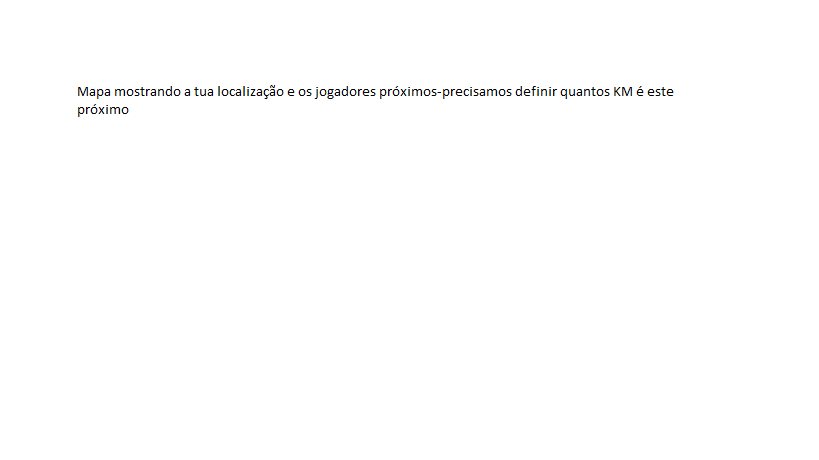 Mapa mostrando a tua localização e os jogadores próximos-precisamos definir quantos KM é este
próximo